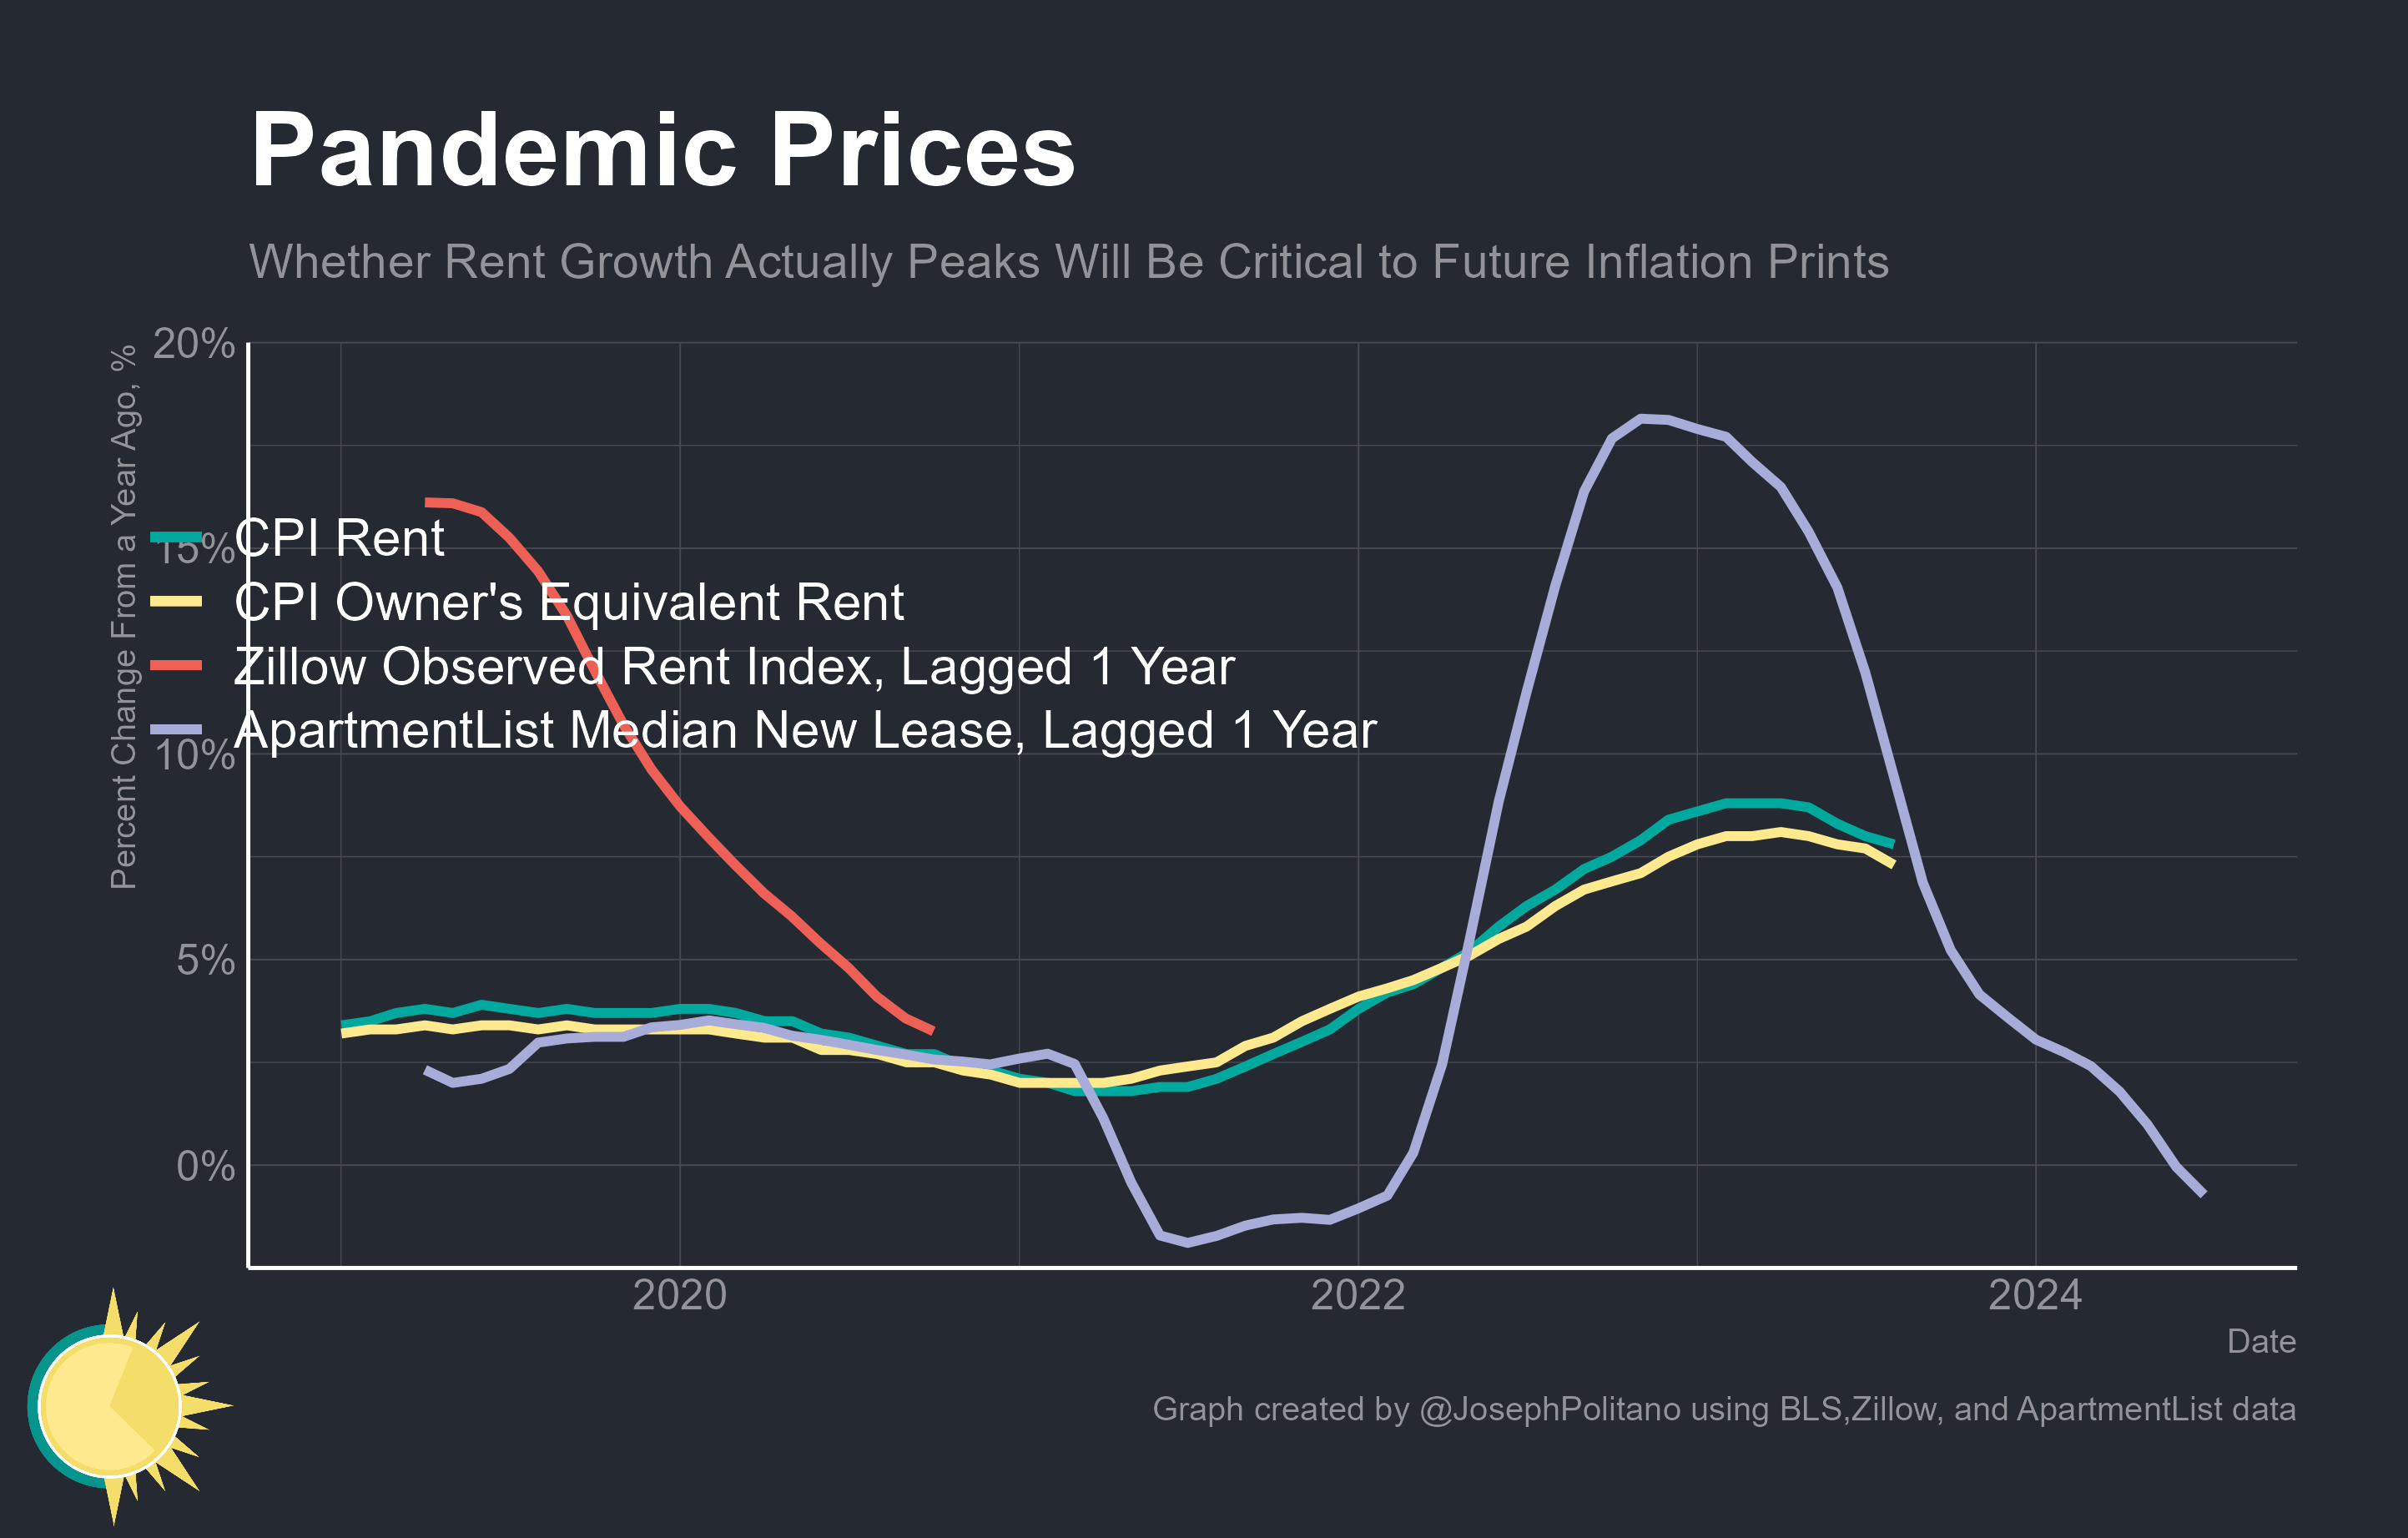 Pandemic Prices
Whether Rent Growth Actually Peaks Will Be Critical to Future Inflation Prints
Percent Change From a Year Ago, %
20%
15%
10%
5%
0%
CPI Rent
CPI Owner's Equivalent Rent
Zillow Observed Rent Index, Lagged 1 Year
ApartmentList Median New Lease, Lagged 1 Year
2020
2022
2024
Date
Graph created by @JosephPolitano using BLS,Zillow, and ApartmentList data